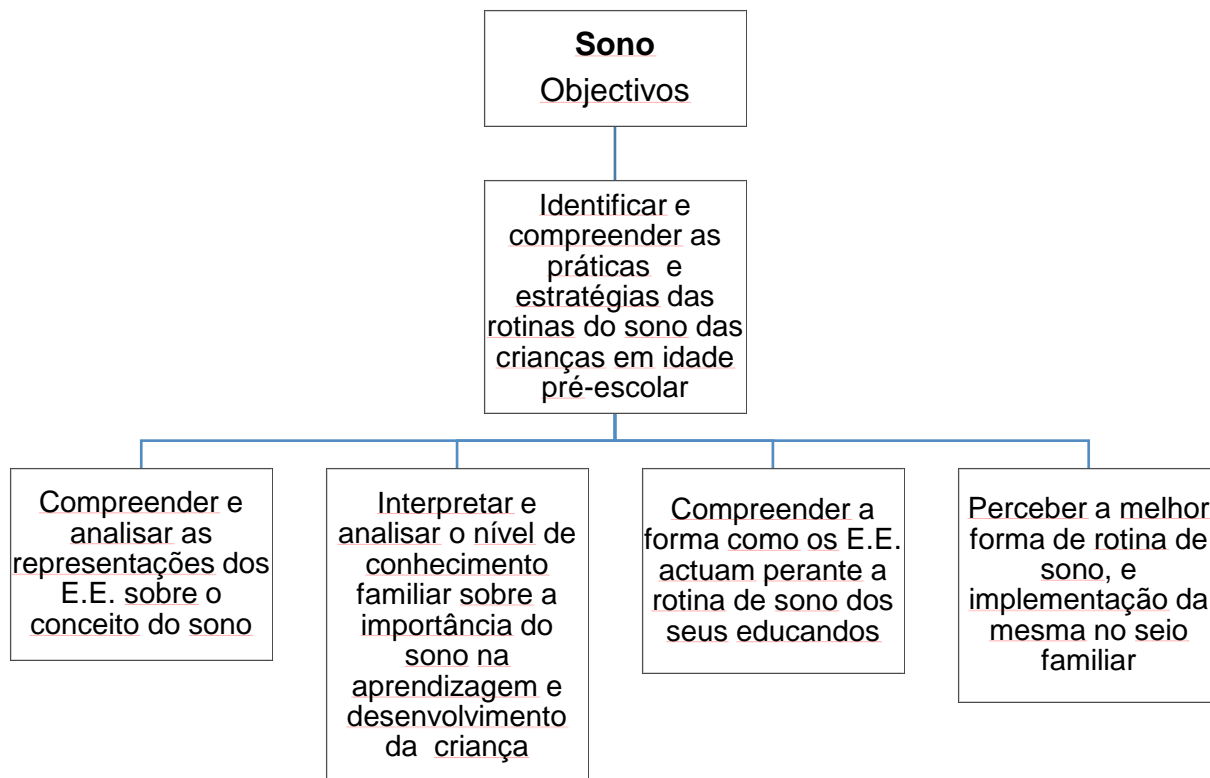 Sono
Objectivos
Identificar e
compreender as
práticas e
estratégias das
rotinas do sono das
crianças em idade
pré-escolar
Compreender e
analisar as
representações dos
E.E. sobre o
conceito do sono
Interpretar e
analisar o nível de
conhecimento
familiar sobre a
importância do
sono na
aprendizagem e
desenvolvimento
da criança
Compreender a
forma como os E.E.
actuam perante a
rotina de sono dos
seus educandos
Perceber a melhor
forma de rotina de
sono, e
implementação da
mesma no seio
familiar